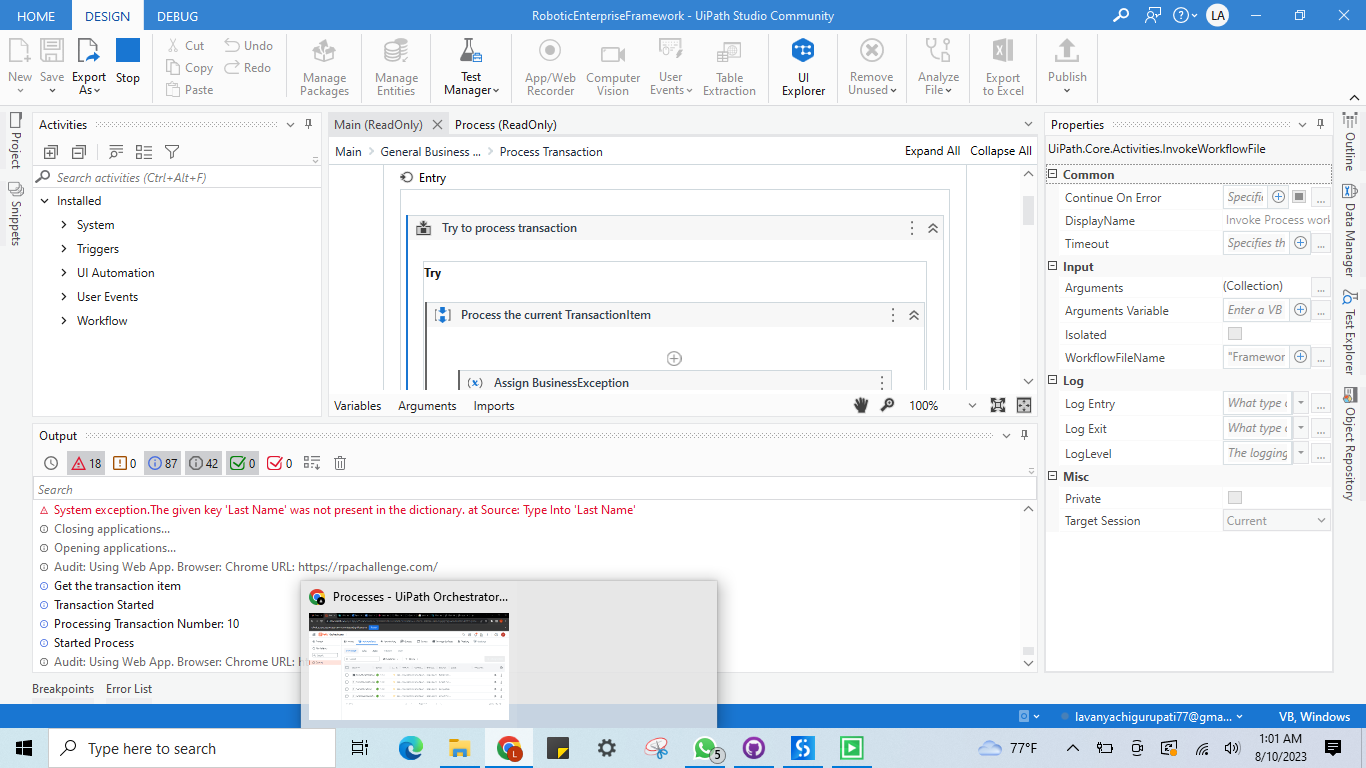 HOME DESIGN DEBUG RoboticEnterpriseFramework - UiPath Studio Community LA
New Save Export As Stop
Cut Undo
Copy Redo
Paste
Manage Packages
Manage Entities
Test Manager
App/Web Recorder
Computer Vision
User Events
Table Extraction
UI Explorer
Remove Unused
Analyze File
Export to Excel
Publish
Project
Snippets
Activities
Search activities (Ctrl+Alt+F)
Installed
System
Triggers
UI Automation
User Events
Workflow
Main (ReadOnly) Process (ReadOnly)
Main General Business ... Process Transaction Expand All Collapse All
Entry
Try to process transaction
Try
Process the current TransactionItem
Assign BusinessException
Variables Arguments Imports 100%
Properties
UiPath.Core.Activities.InvokeWorkflowFile
Common
Continue On Error Specifi ...
DisplayName Invoke Process work
Timeout Specifies th ...
Input
Arguments (Collection) ...
Arguments Variable Enter a VB ...
Isolated
WorkflowFileName "Framewor ...
Log
Log Entry What type ...
Log Exit What type ...
LogLevel The logging ...
Misc
Private
Target Session Current
Outline
Data Manager
Test Explorer
Object Repository
Output
18 0 87 42 0 0
Search
System exception.The given key 'Last Name' was not present in the dictionary. at Source: Type Into 'Last Name'
Closing applications...
Opening applications...
Audit: Using Web App. Browser: Chrome URL: https://rpachallenge.com/
Get the transaction item
Transaction Started
Processing Transaction Number: 10
Started Process
Audit: Using Web App. Browser: Chrome URL:
Processes - UiPath Orchestrator...
Breakpoints Error List
lavanyachigurupati77@gma... VB, Windows
Type here to search
L
5
77°F
1:01 AM
8/10/2023